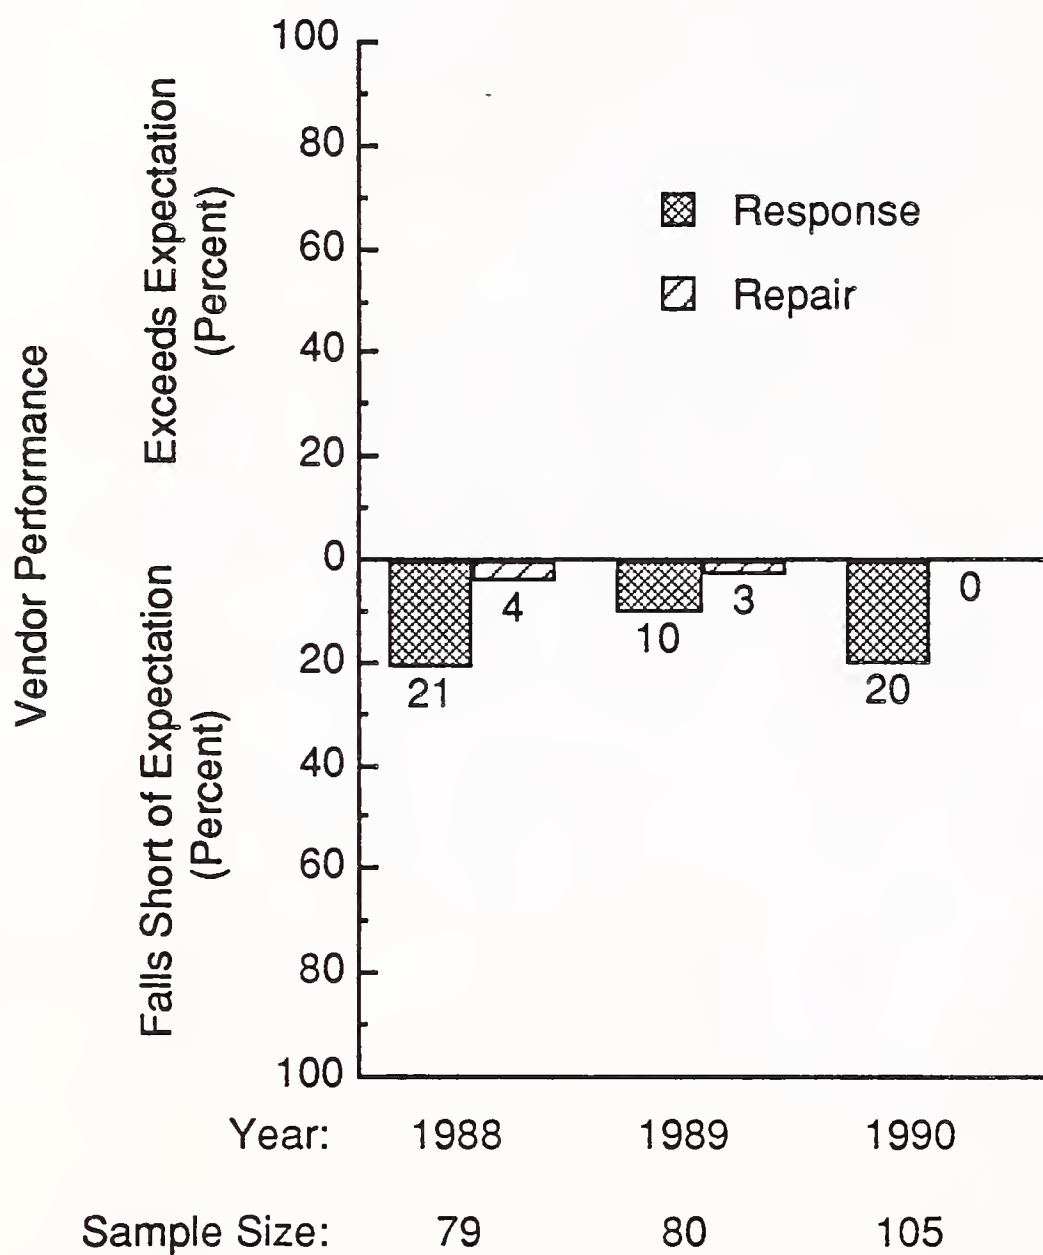 Vendor Performance
Exceeds Expectation
(Percent)
Falls Short of Expectation
(Percent)
100
80
60
40
20
0
20
40
60
80
100
Response
Repair
21
4
10
3
20
0
Year: 1988 1989 1990
Sample Size: 79 80 105